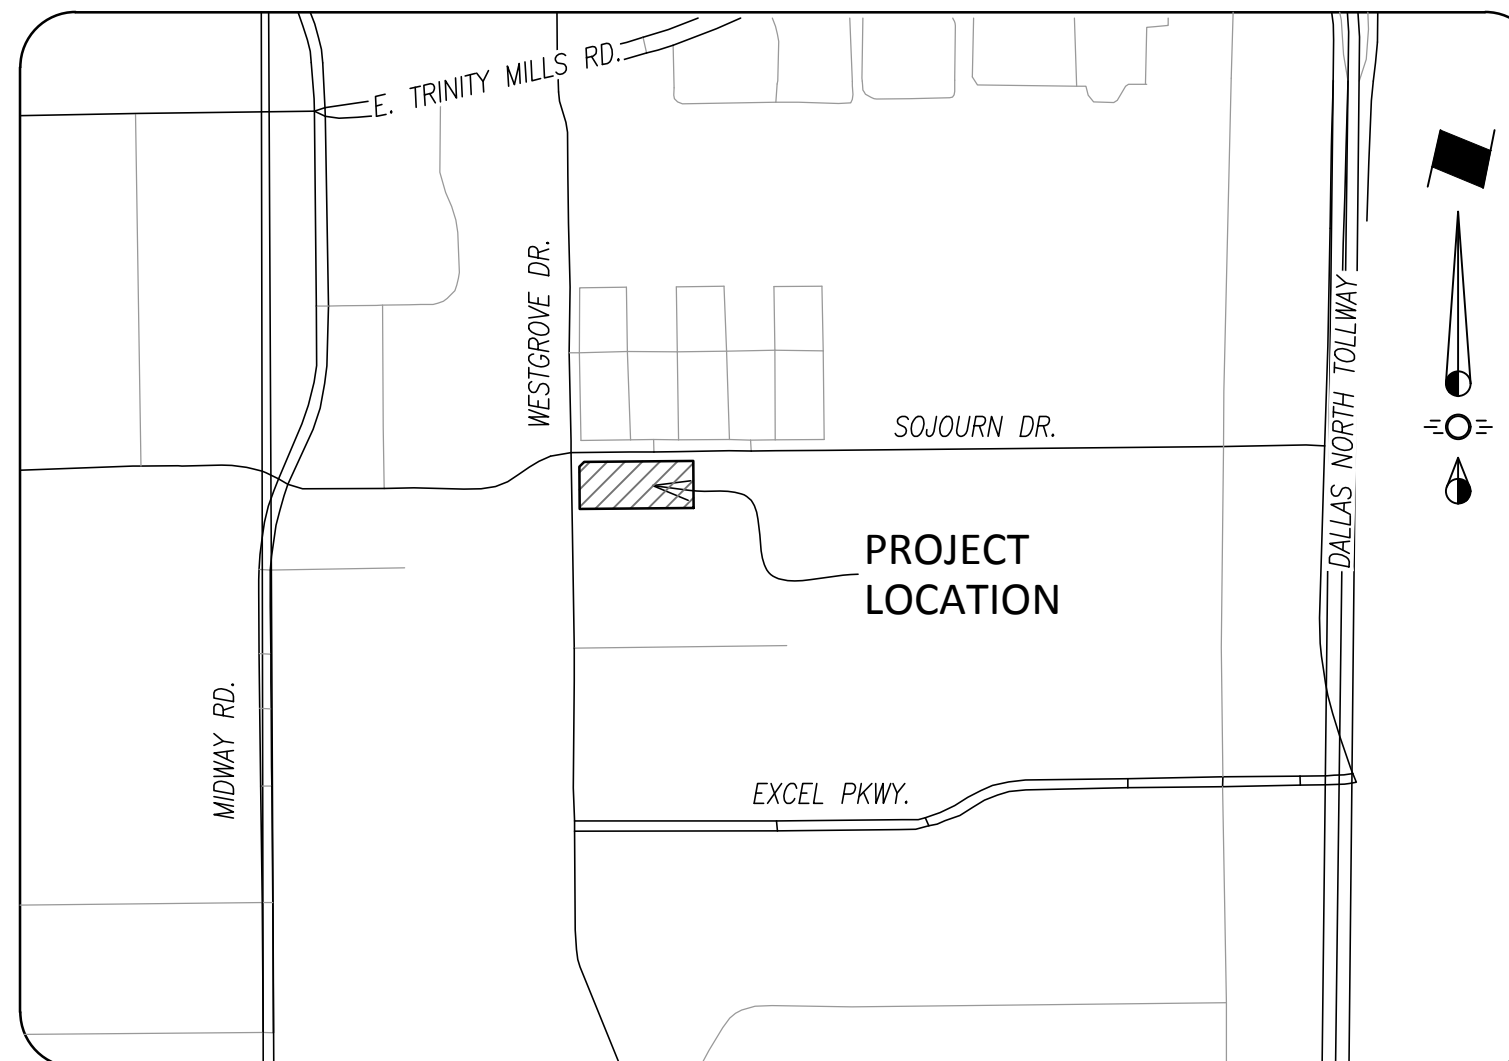 E. TRINITY MILLS RD.
WESTGROVE DR.
DALLAS NORTH TOLLWAY
SOJOURN DR.
PROJECT
LOCATION
MIDWAY RD.
EXCEL PKWY.